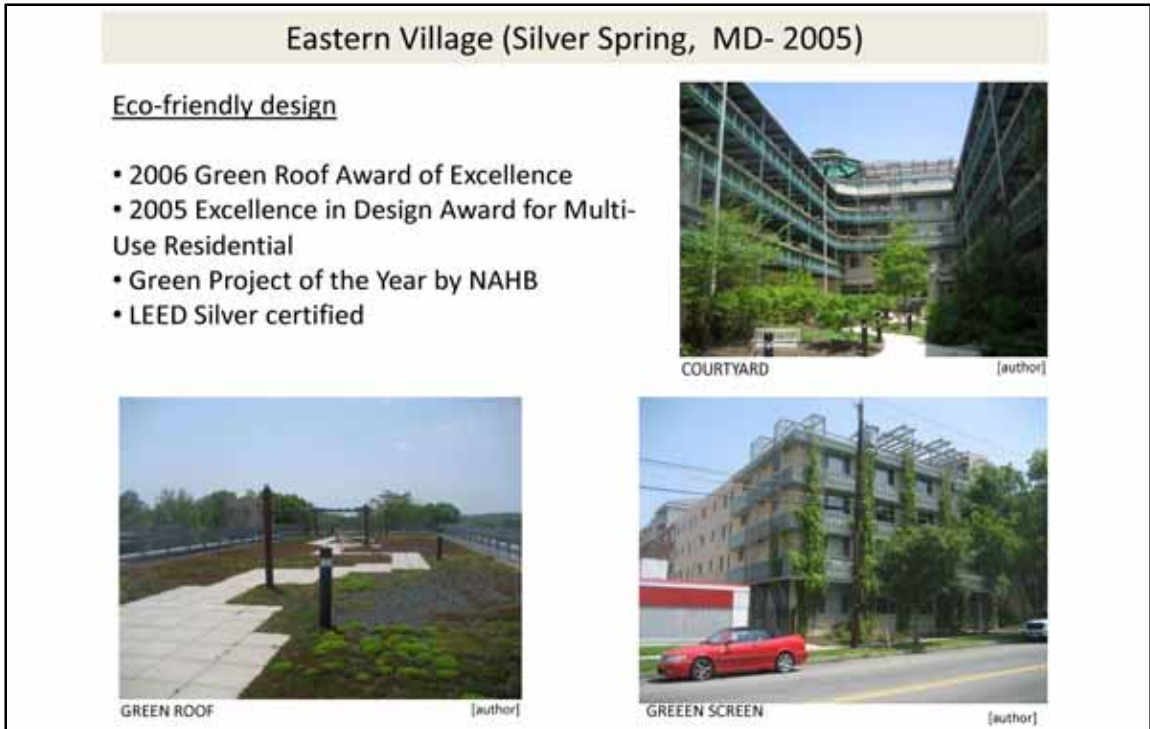 Eastern Village (Silver Spring, MD- 2005)
Eco-friendly design
• 2006 Green Roof Award of Excellence
• 2005 Excellence in Design Award for Multi-
Use Residential
• Green Project of the Year by NAHB
• LEED Silver certified
COURTYARD
[author]
GREEN ROOF
[author]
GREEEN SCREEN
[author]